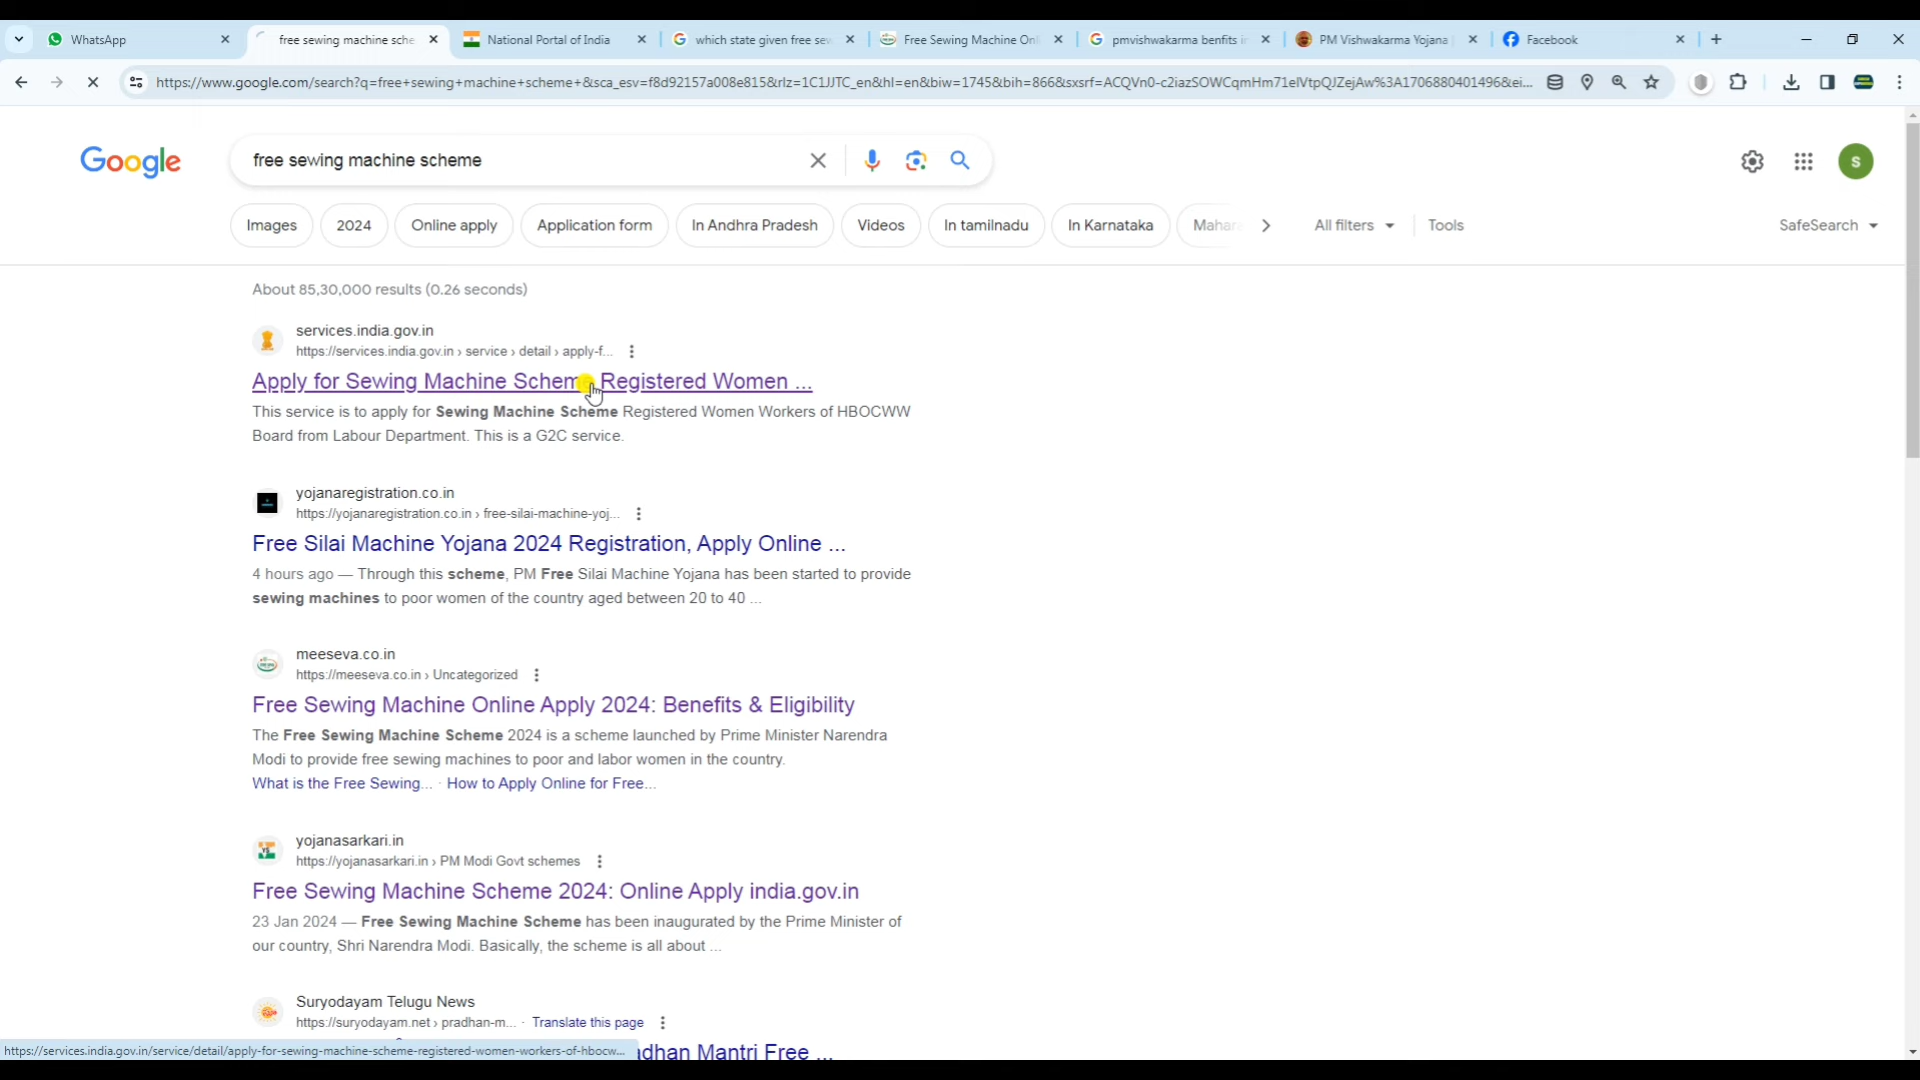 WhatsApp
free sewing machine sche
National Portal of India
which state given free sew
Free Sewing Machine Onl
pmvishwakarma benfits in
PM Vishwakarma Yojana
Facebook
https://www.google.com/search?q=free+sewing+machine+scheme+&sca_esv=f8d92157a008e815&rlz=1C1JJTC_en&hl=en&biw=1745&bih=866&sxsrf=ACQVn0-c2iazSOWCqmHm71elVtpQJZejAw%3A1706880401496&ei...
Google
free sewing machine scheme
S
Images
2024
Online apply
Application form
In Andhra Pradesh
Videos
In tamilnadu
In Karnataka
Mahar
All filters
Tools
SafeSearch
About 85,30,000 results (0.26 seconds)
services.india.gov.in
https://services.india.gov.in › service › detail › apply-f...
Apply for Sewing Machine Scheme Registered Women ...
This service is to apply for Sewing Machine Scheme Registered Women Workers of HBOCWW
Board from Labour Department. This is a G2C service.
yojanaregistration.co.in
https://yojanaregistration.co.in › free-silai-machine-yoj...
Free Silai Machine Yojana 2024 Registration, Apply Online ...
4 hours ago — Through this scheme, PM Free Silai Machine Yojana has been started to provide
sewing machines to poor women of the country aged between 20 to 40 ...
meeseva.co.in
https://meeseva.co.in › Uncategorized
Free Sewing Machine Online Apply 2024: Benefits & Eligibility
The Free Sewing Machine Scheme 2024 is a scheme launched by Prime Minister Narendra
Modi to provide free sewing machines to poor and labor women in the country.
What is the Free Sewing... · How to Apply Online for Free...
yojanasarkari.in
https://yojanasarkari.in › PM Modi Govt schemes
Free Sewing Machine Scheme 2024: Online Apply india.gov.in
23 Jan 2024 — Free Sewing Machine Scheme has been inaugurated by the Prime Minister of
our country, Shri Narendra Modi. Basically, the scheme is all about ...
Suryodayam Telugu News
https://suryodayam.net › pradhan-m... · Translate this page
adhan Mantri Free ...
https://services.india.gov.in/service/detail/apply-for-sewing-machine-scheme-registered-women-workers-of-hbocw...